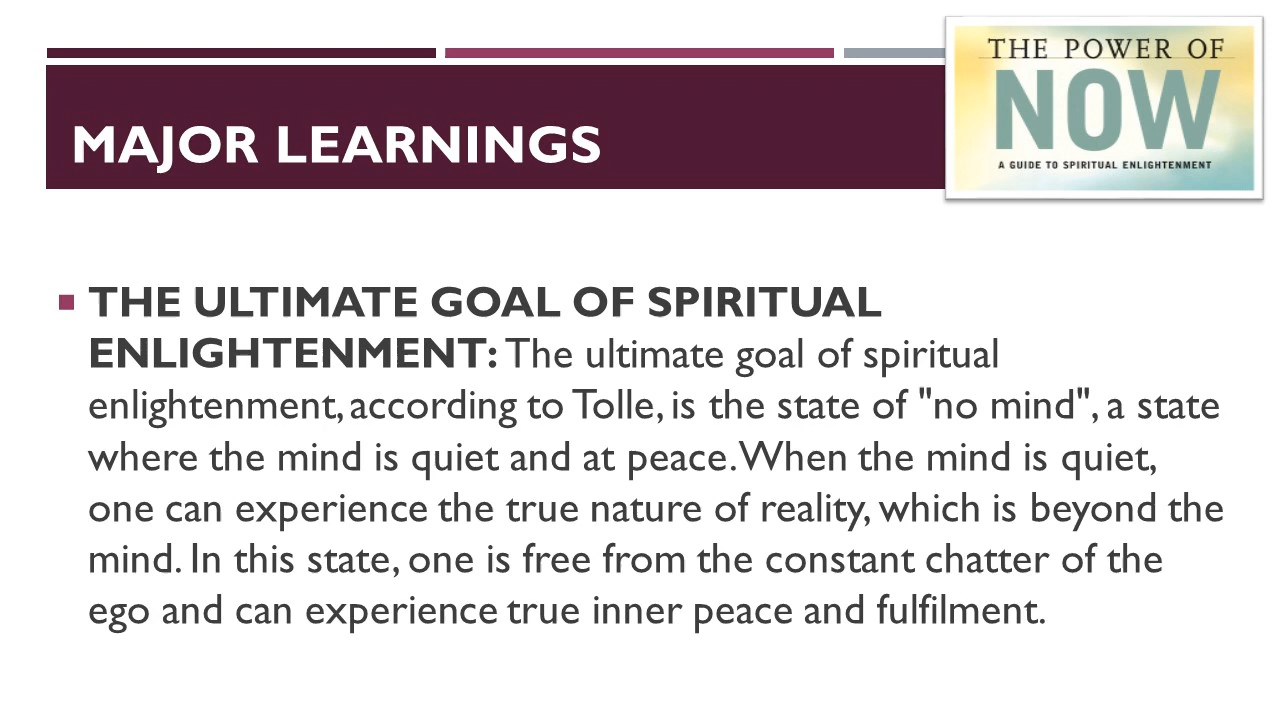 THE POWER OF
NOW
A GUIDE TO SPIRITUAL ENLIGHTENMENT
MAJOR LEARNINGS
THE ULTIMATE GOAL OF SPIRITUAL
ENLIGHTENMENT: The ultimate goal of spiritual
enlightenment, according to Tolle, is the state of "no mind", a state
where the mind is quiet and at peace. When the mind is quiet,
one can experience the true nature of reality, which is beyond the
mind. In this state, one is free from the constant chatter of the
ego and can experience true inner peace and fulfilment.